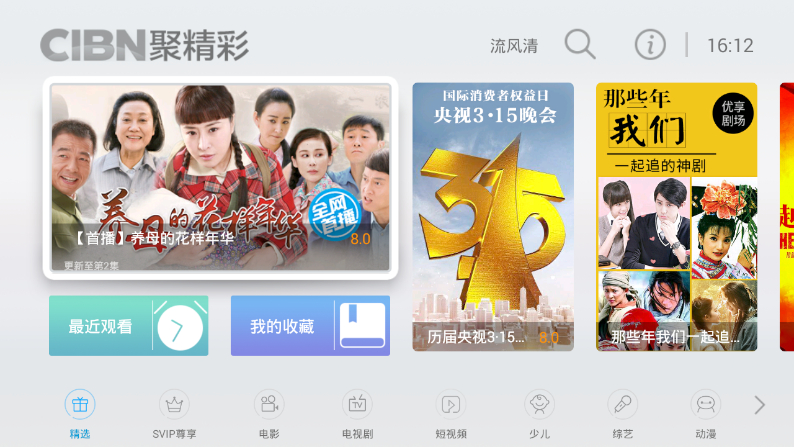 CIBN聚精彩
流风清
16:12
养母的花样年华
全网
首播
【首播】养母的花样年华
8.0
更新至第2集
国际消费者权益日
央视3·15晚会
315
历届央视3·15...
8.0
那些年
我们
一起追的神剧
优享
剧场
那些年我们一起追...
最近观看
我的收藏
精选
SVIP尊享
电影
TV
电视剧
短视频
少儿
综艺
动漫